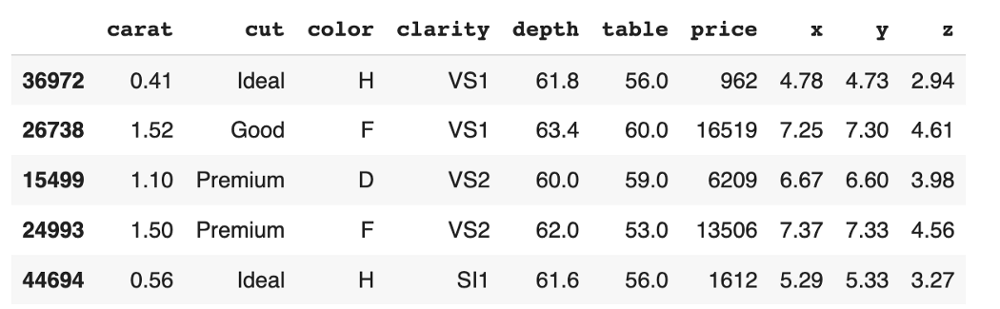 carat cut color clarity depth table price x y z
36972 0.41 Ideal H VS1 61.8 56.0 962 4.78 4.73 2.94
26738 1.52 Good F VS1 63.4 60.0 16519 7.25 7.30 4.61
15499 1.10 Premium D VS2 60.0 59.0 6209 6.67 6.60 3.98
24993 1.50 Premium F VS2 62.0 53.0 13506 7.37 7.33 4.56
44694 0.56 Ideal H SI1 61.6 56.0 1612 5.29 5.33 3.27